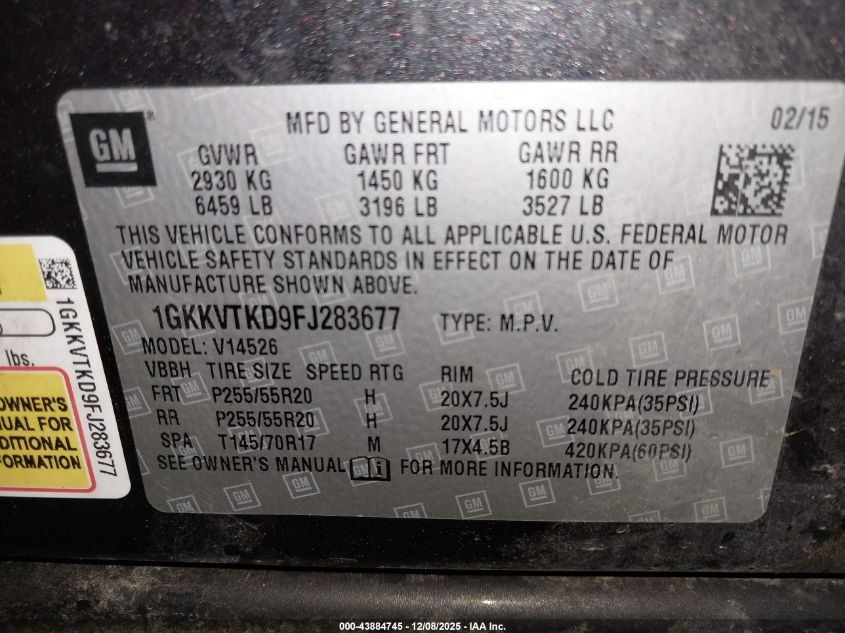 GM
®
MFD BY GENERAL MOTORS LLC 02/15
GVWR GAWR FRT GAWR RR
2930 KG 1450 KG 1600 KG
6459 LB 3196 LB 3527 LB
THIS VEHICLE CONFORMS TO ALL APPLICABLE U.S. FEDERAL MOTOR
VEHICLE SAFETY STANDARDS IN EFFECT ON THE DATE OF
MANUFACTURE SHOWN ABOVE.
1GKKVTKD9FJ283677 TYPE: M.P.V.
MODEL: V14526
VBBH TIRE SIZE SPEED RTG RIM COLD TIRE PRESSURE
FRT P255/55R20 H 20X7.5J 240KPA(35PSI)
RR P255/55R20 H 20X7.5J 240KPA(35PSI)
SPA T145/70R17 M 17X4.5B 420KPA(60PSI)
SEE OWNER'S MANUAL FOR MORE INFORMATION.
1GKKVTKD9FJ283677
lbs.
OWNER'S
FOR
000-43884745 - 12/08/2025 - IAA Inc.